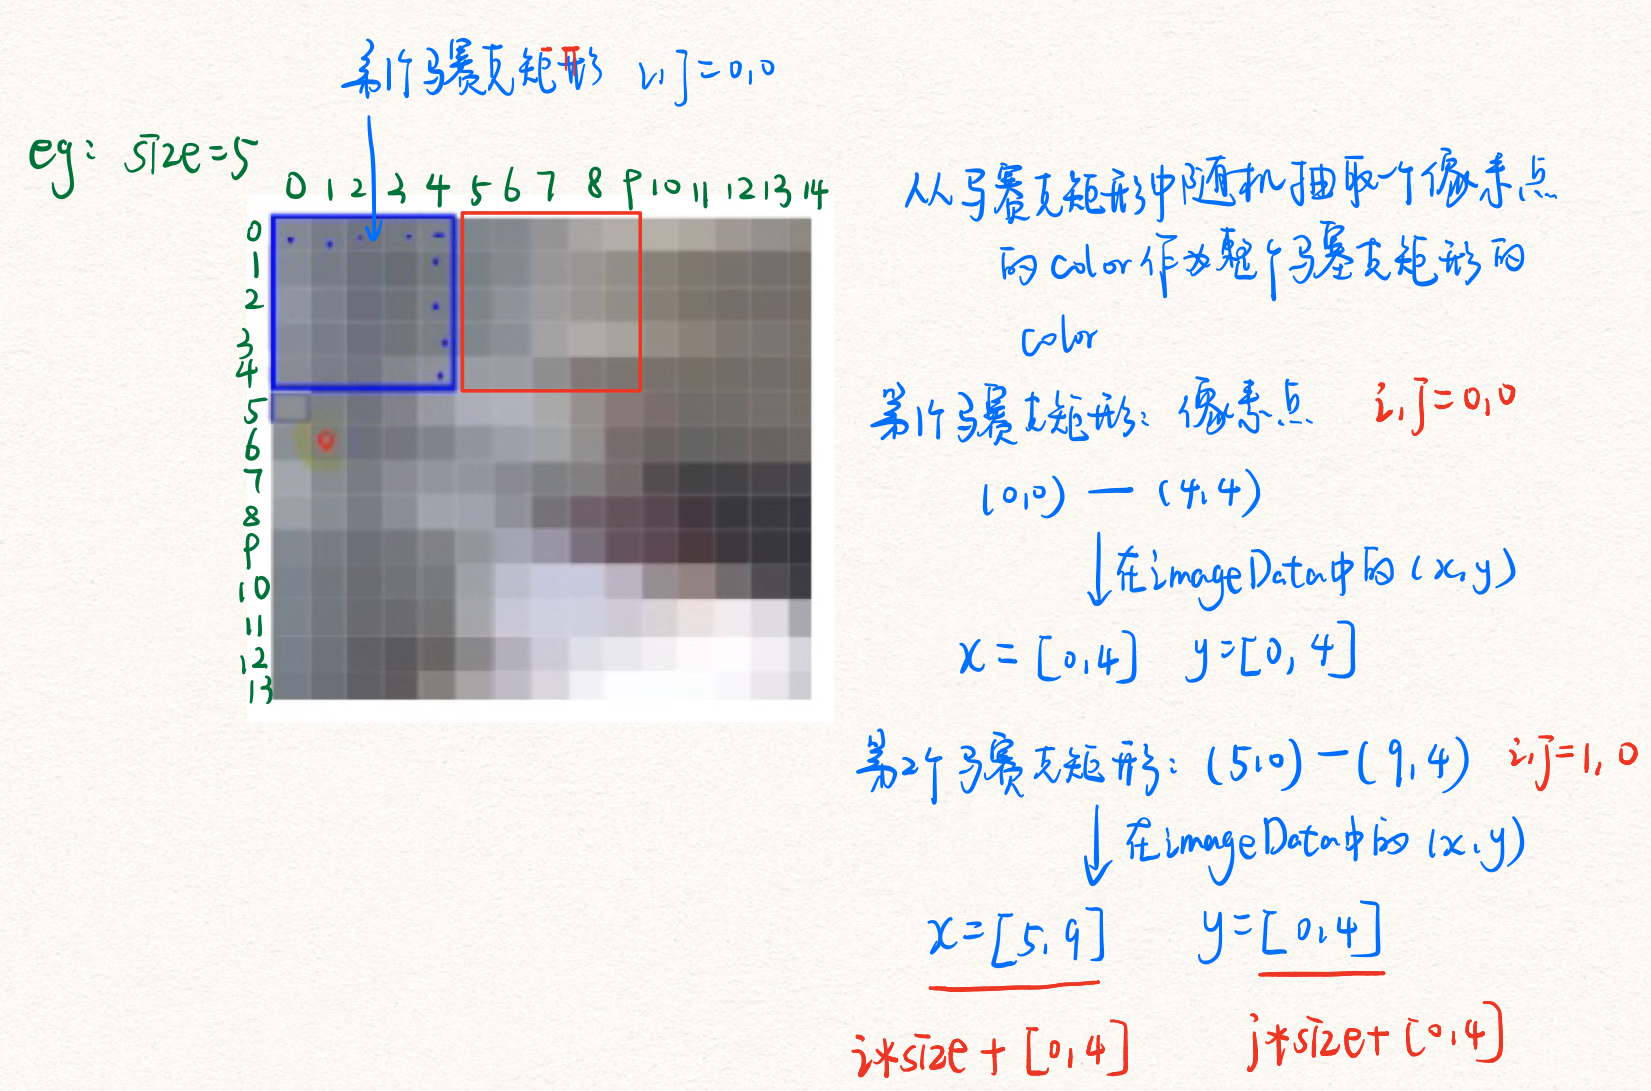 第1个马赛克矩形 i,j=0,0
eg: size=5
0 1 2 3 4 5 6 7 8 9 10 11 12 13 14
0
1
2
3
4
5
6
7
8
9
10
11
12
13
从马赛克矩形中随机抽取一个像素点
的color作为整个马赛克矩形的
color
第1个马赛克矩形: 像素点 i,j=0,0
(0,0) — (4,4)
在imageData中的(x,y)
x=[0,4] y=[0,4]
第2个马赛克矩形: (5,0)—(9,4) i,j=1,0
在imageData中的(x,y)
x=[5,9] y=[0,4]
i*size+[0,4] j*size+[0,4]